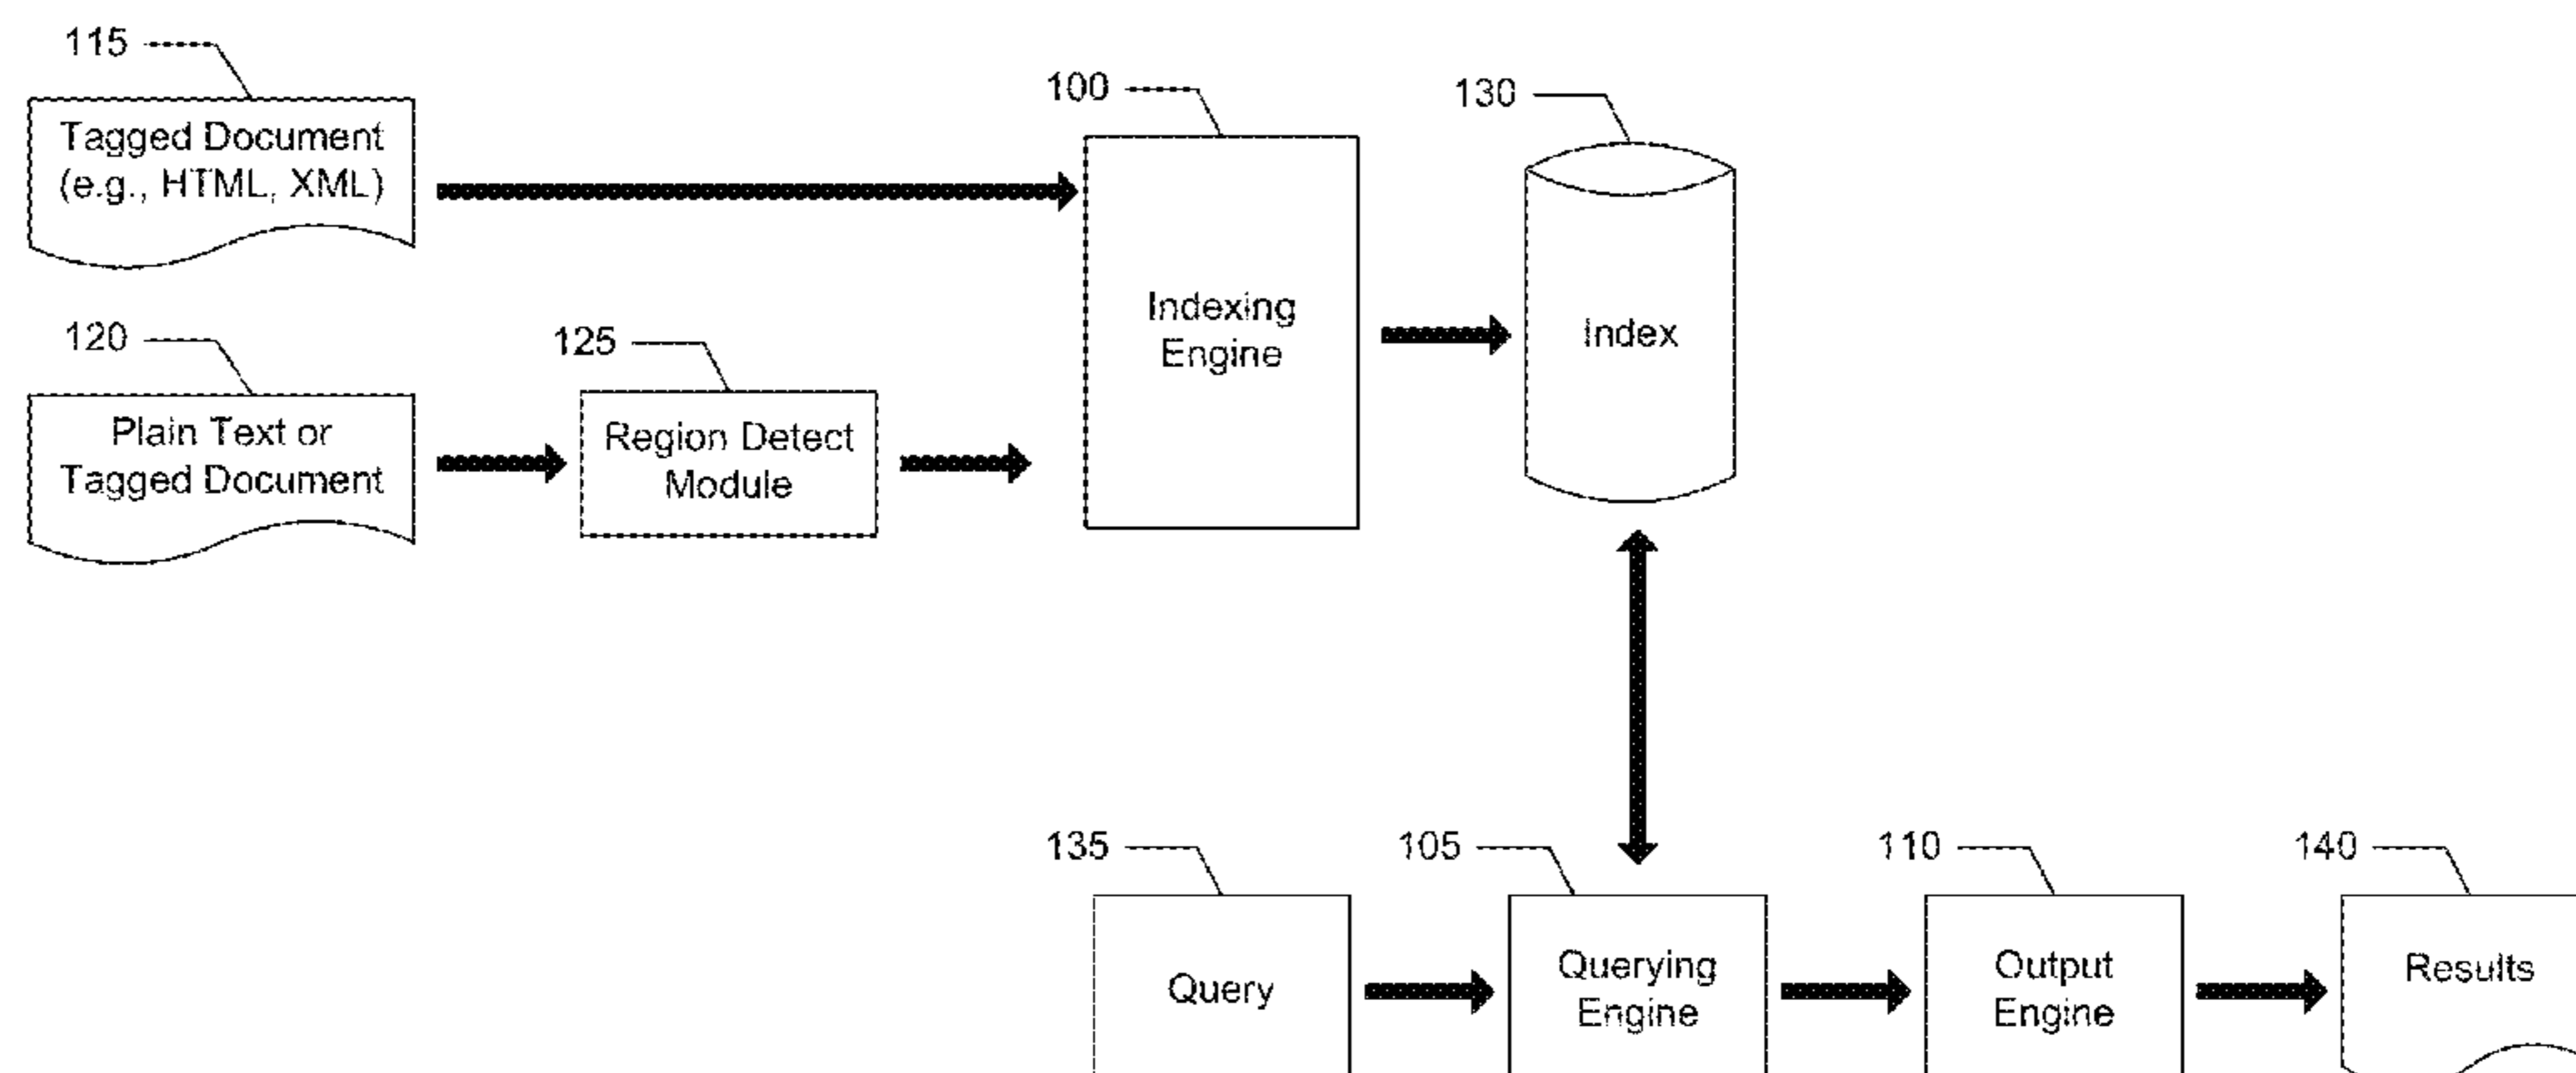 115
Tagged Document
(e.g., HTML, XML)
100
Indexing
Engine
130
Index
120
Plain Text or
Tagged Document
125
Region Detect
Module
135
Query
105
Querying
Engine
110
Output
Engine
140
Results